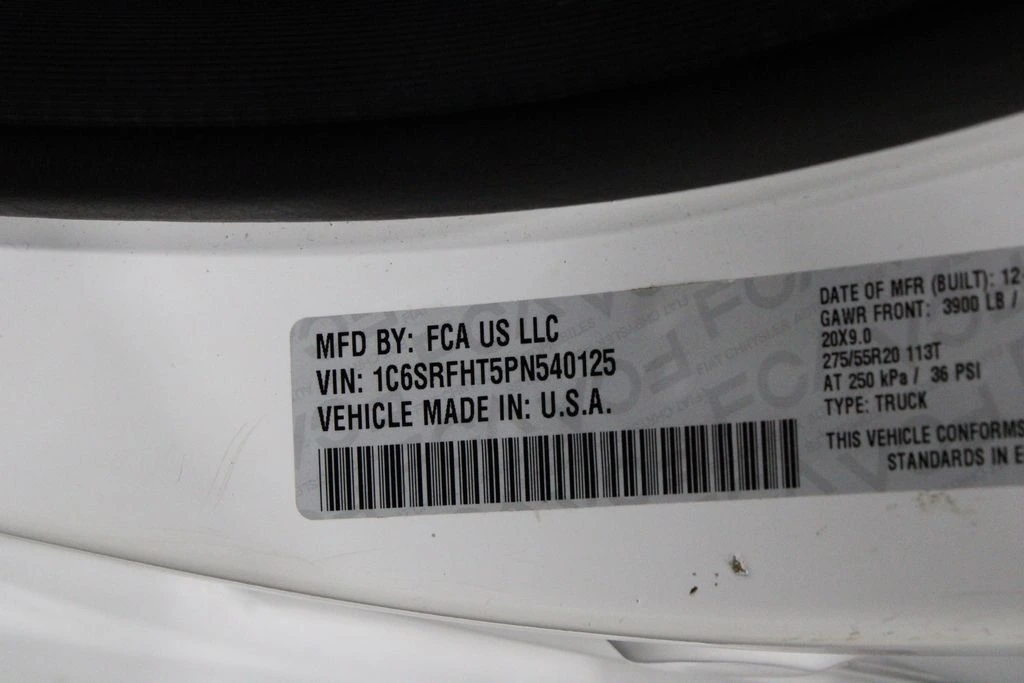 MFD BY: FCA US LLC
VIN: 1C6SRFHT5PN540125
VEHICLE MADE IN: U.S.A.
DATE OF MFR (BUILT): 12-
GAWR FRONT: 3900 LB /
20X9.0
275/55R20 113T
AT 250 kPa / 36 PSI
TYPE: TRUCK
THIS VEHICLE CONFORMS
STANDARDS IN E